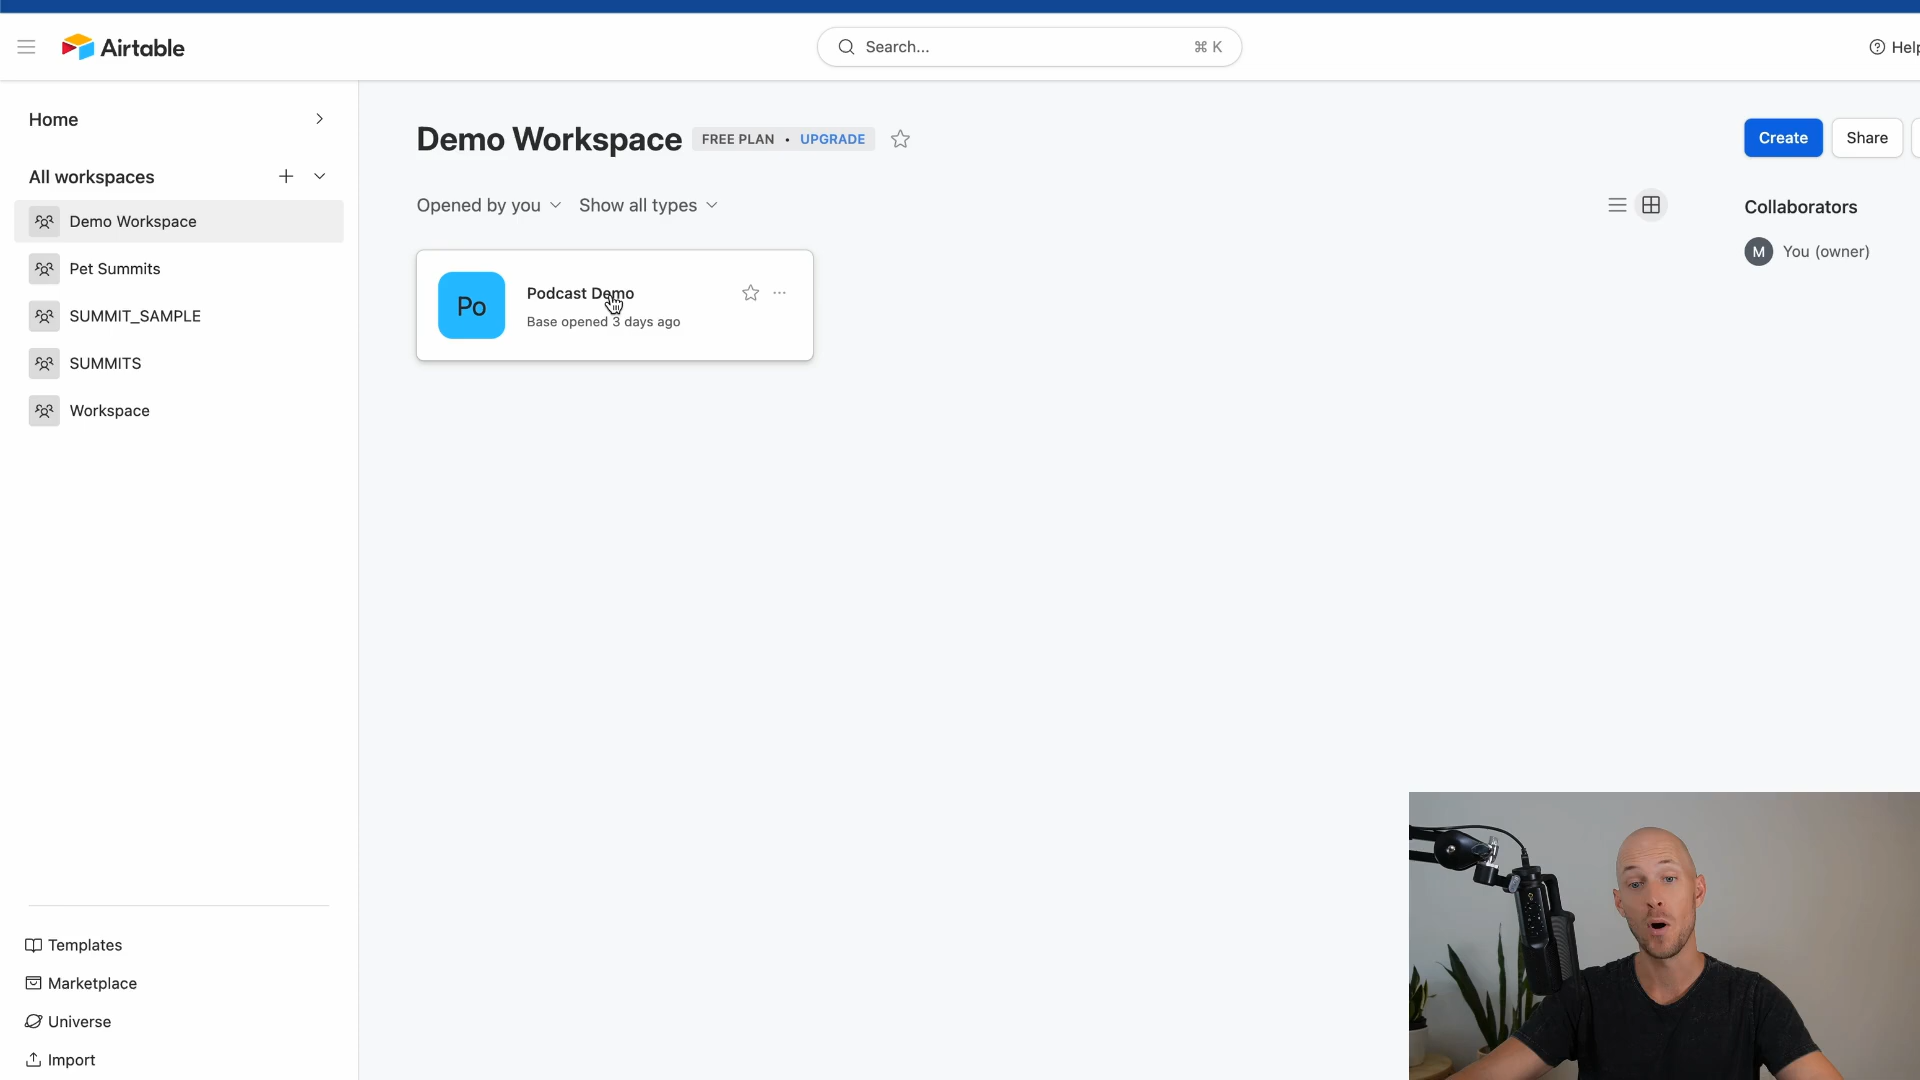 Airtable
Search...
⌘ K
Help
Home
All workspaces
Demo Workspace
Pet Summits
SUMMIT_SAMPLE
SUMMITS
Workspace
Templates
Marketplace
Universe
Import
Demo Workspace
FREE PLAN • UPGRADE
Create
Share
Opened by you
Show all types
Po
Podcast Demo
Base opened 3 days ago
Collaborators
M
You (owner)